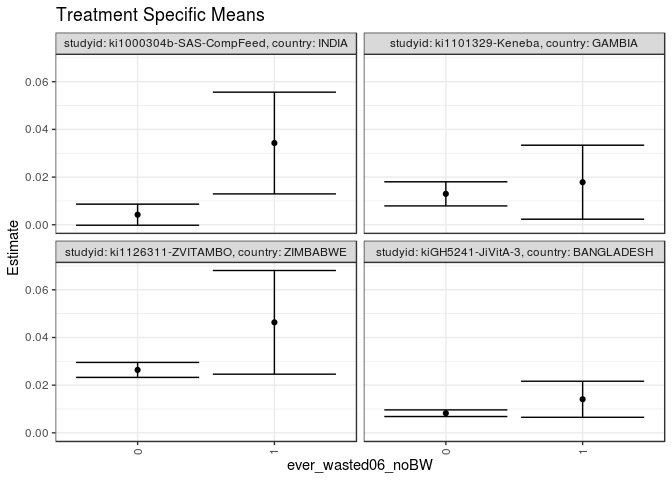 Treatment Specific Means
studyid: ki1000304b-SAS-CompFeed, country: INDIA
studyid: ki1101329-Keneba, country: GAMBIA
0.06
0.04
0.02
0.00
studyid: ki1126311-ZVITAMBO, country: ZIMBABWE
studyid: kiGH5241-JiVitA-3, country: BANGLADESH
0.06
0.04
0.02
0.00
Estimate
0
1
0
1
ever_wasted06_noBW